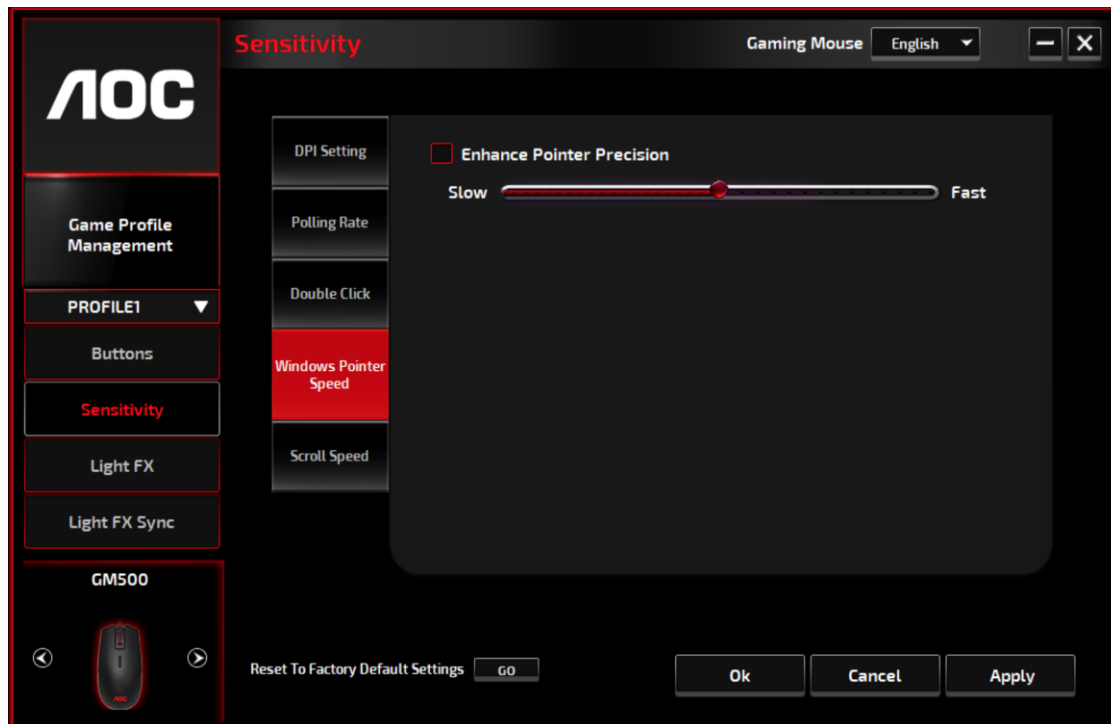 Sensitivity
Gaming Mouse
English
AOC
Game Profile
Management
PROFILE1
Buttons
Sensitivity
Light FX
Light FX Sync
GM500
AOC
DPI Setting
Polling Rate
Double Click
Windows Pointer
Speed
Scroll Speed
Enhance Pointer Precision
Slow
Fast
Reset To Factory Default Settings
GO
Ok
Cancel
Apply